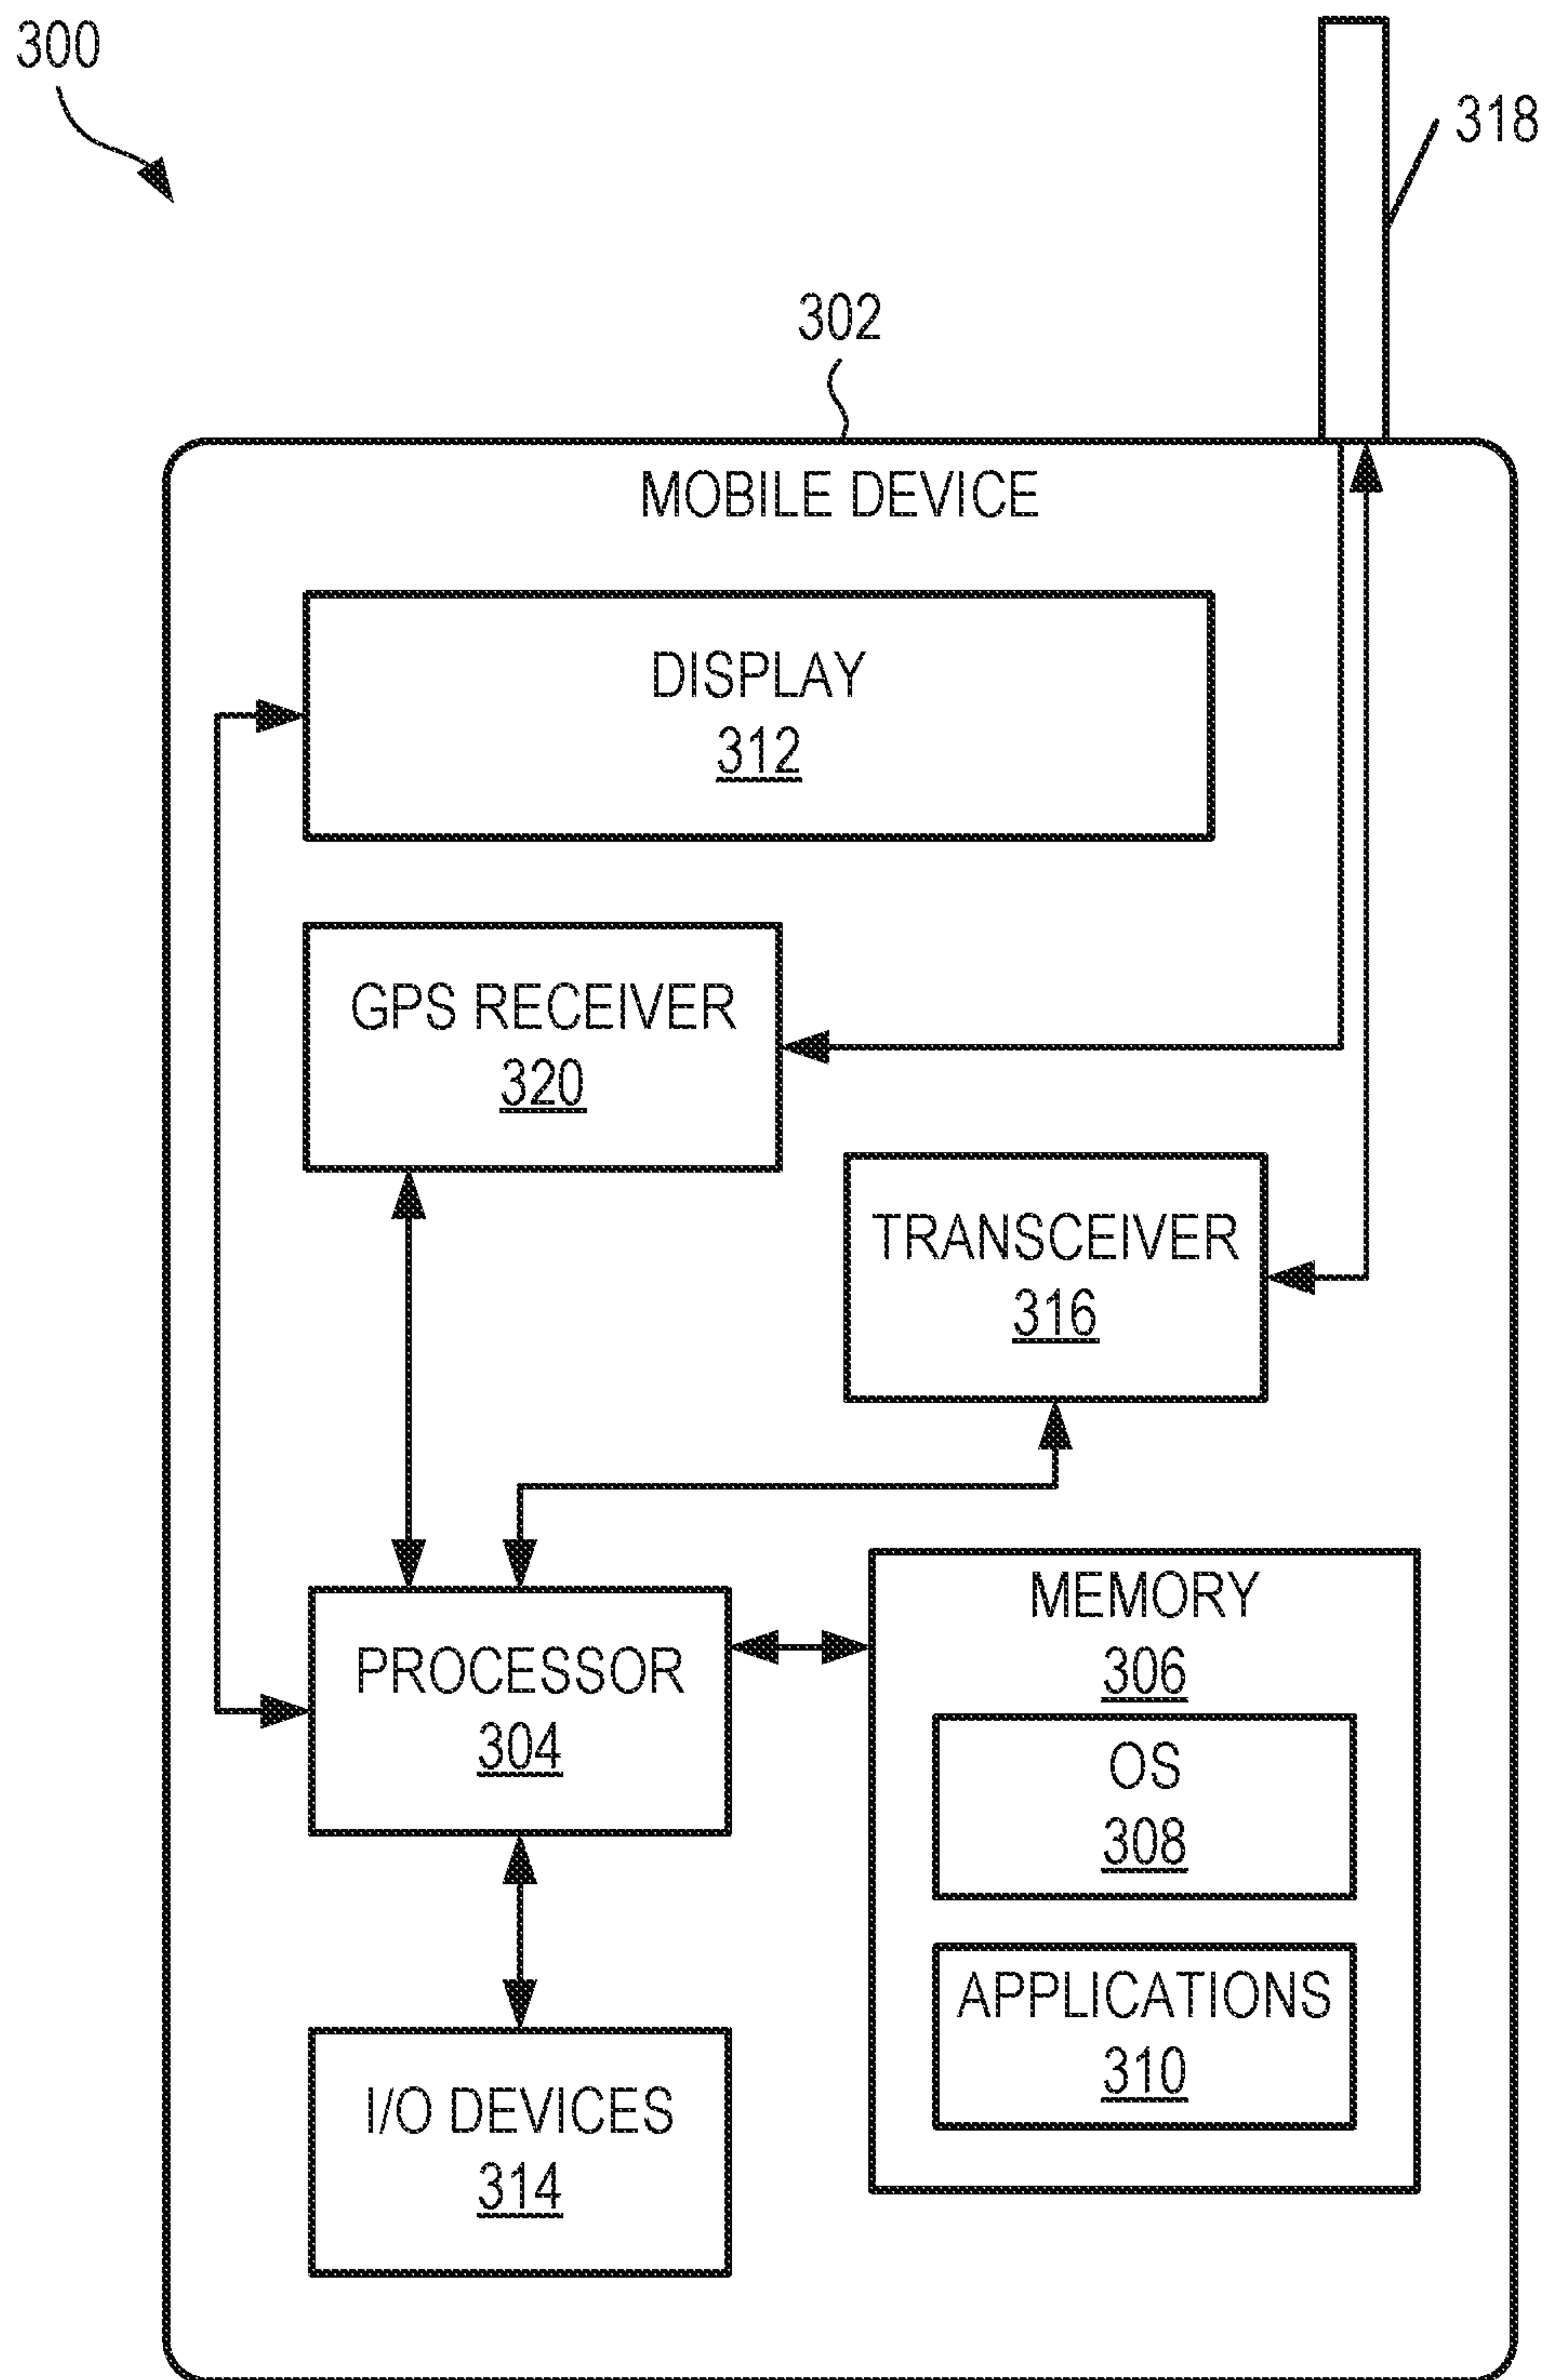 300
318
302
MOBILE DEVICE
DISPLAY
312
GPS RECEIVER
320
TRANSCEIVER
316
PROCESSOR
304
MEMORY
306
OS
308
APPLICATIONS
310
I/O DEVICES
314